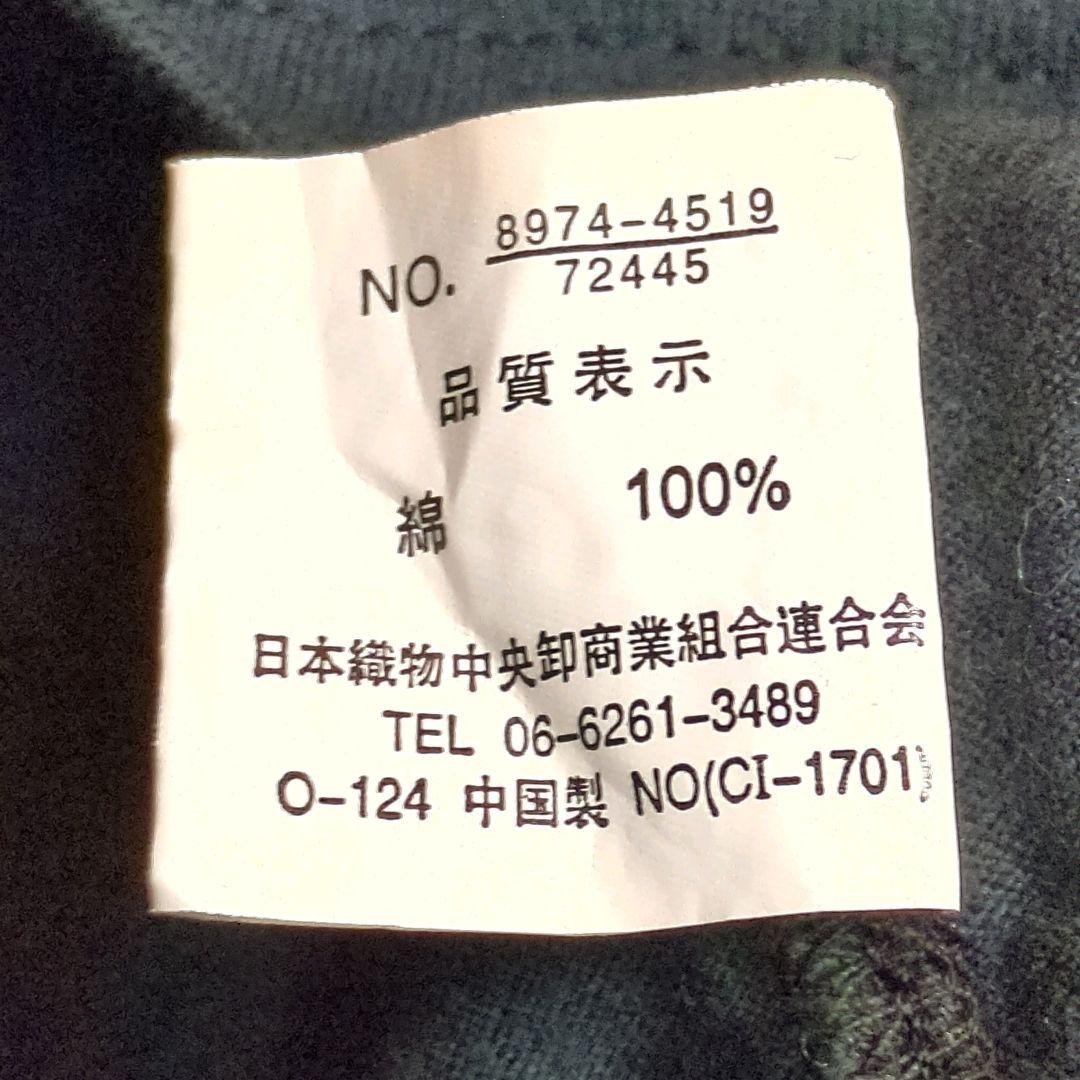 NO. 8974-4519
72445
品質表示
綿 100%
日本織物中央卸商業組合連合会
TEL 06-6261-3489
O-124 中国製 NO(CI-1701)